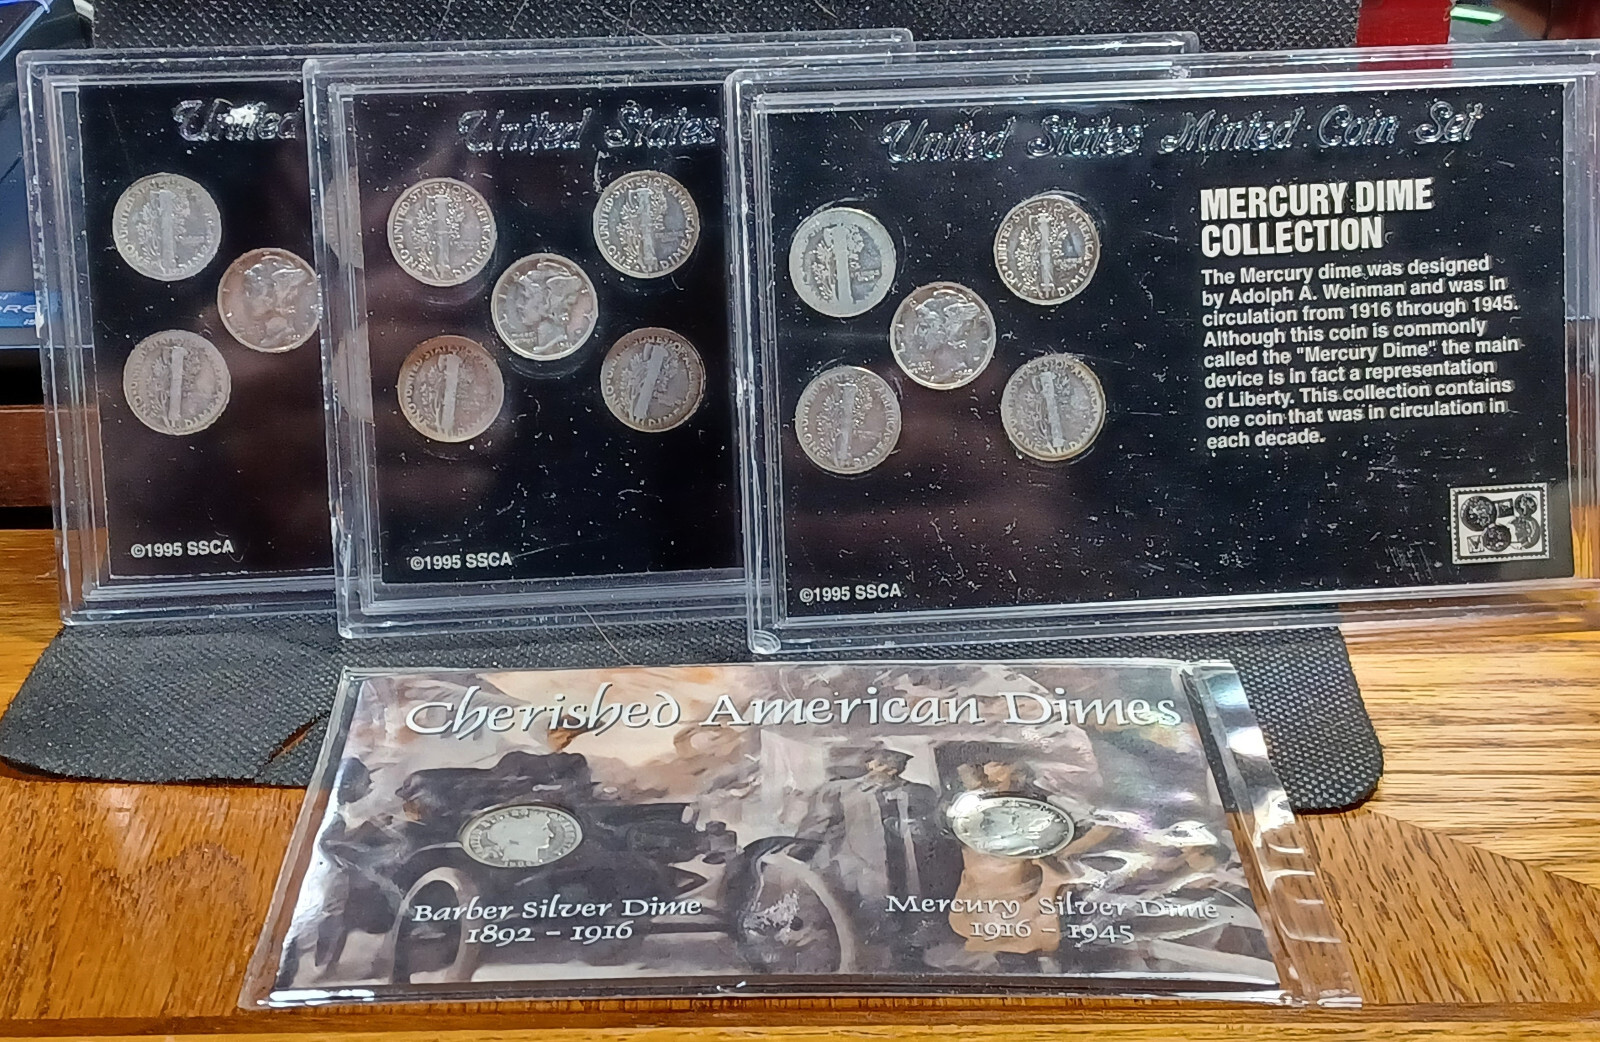 United
©1995 SSCA
United States
©1995 SSCA
United States Minted Coin Set
MERCURY DIME
COLLECTION
The Mercury dime was designed
by Adolph A. Weinman and was in
circulation from 1916 through 1945.
Although this coin is commonly
called the "Mercury Dime" the main
device is in fact a representation
of Liberty. This collection contains
one coin that was in circulation in
each decade.
©1995 SSCA
Cherished American Dimes
Barber Silver Dime
1892 - 1916
Mercury Silver Dime
1916 - 1945